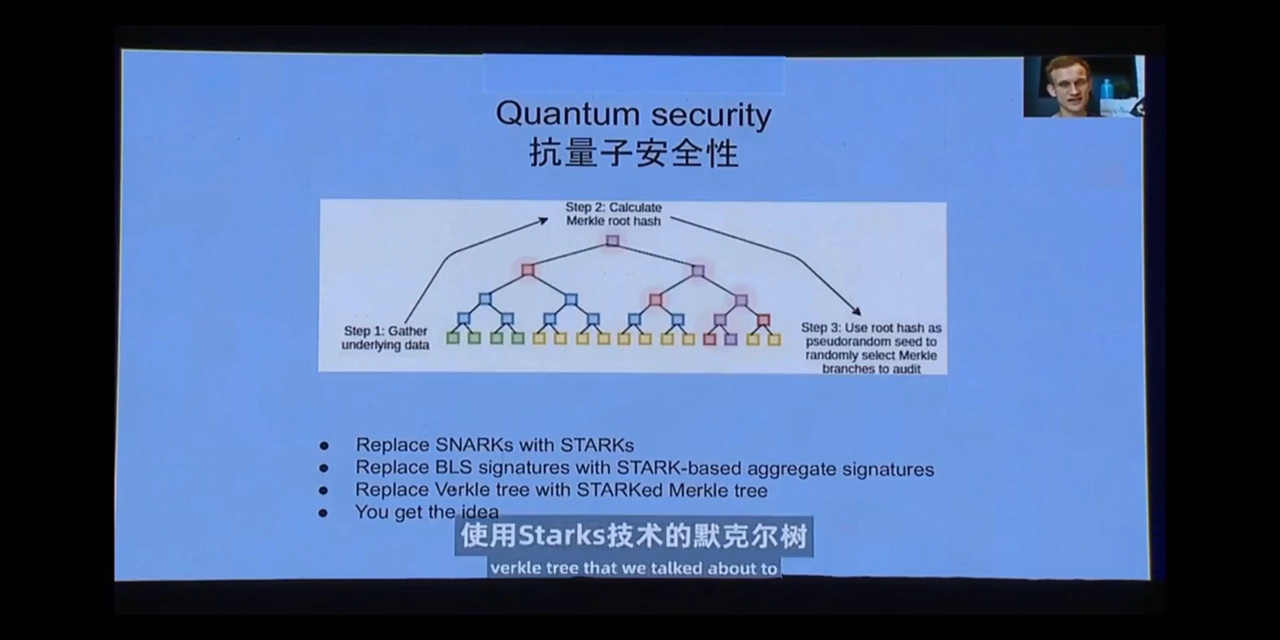 Quantum security
抗量子安全性
Step 2: Calculate
Merkle root hash
Step 1: Gather
underlying data
Step 3: Use root hash as
pseudorandom seed to
randomly select Merkle
branches to audit
● Replace SNARKs with STARKs
● Replace BLS signatures with STARK-based aggregate signatures
● Replace Verkle tree with STARKed Merkle tree
● You get the idea
使用Starks技术的默克尔树
verkle tree that we talked about to